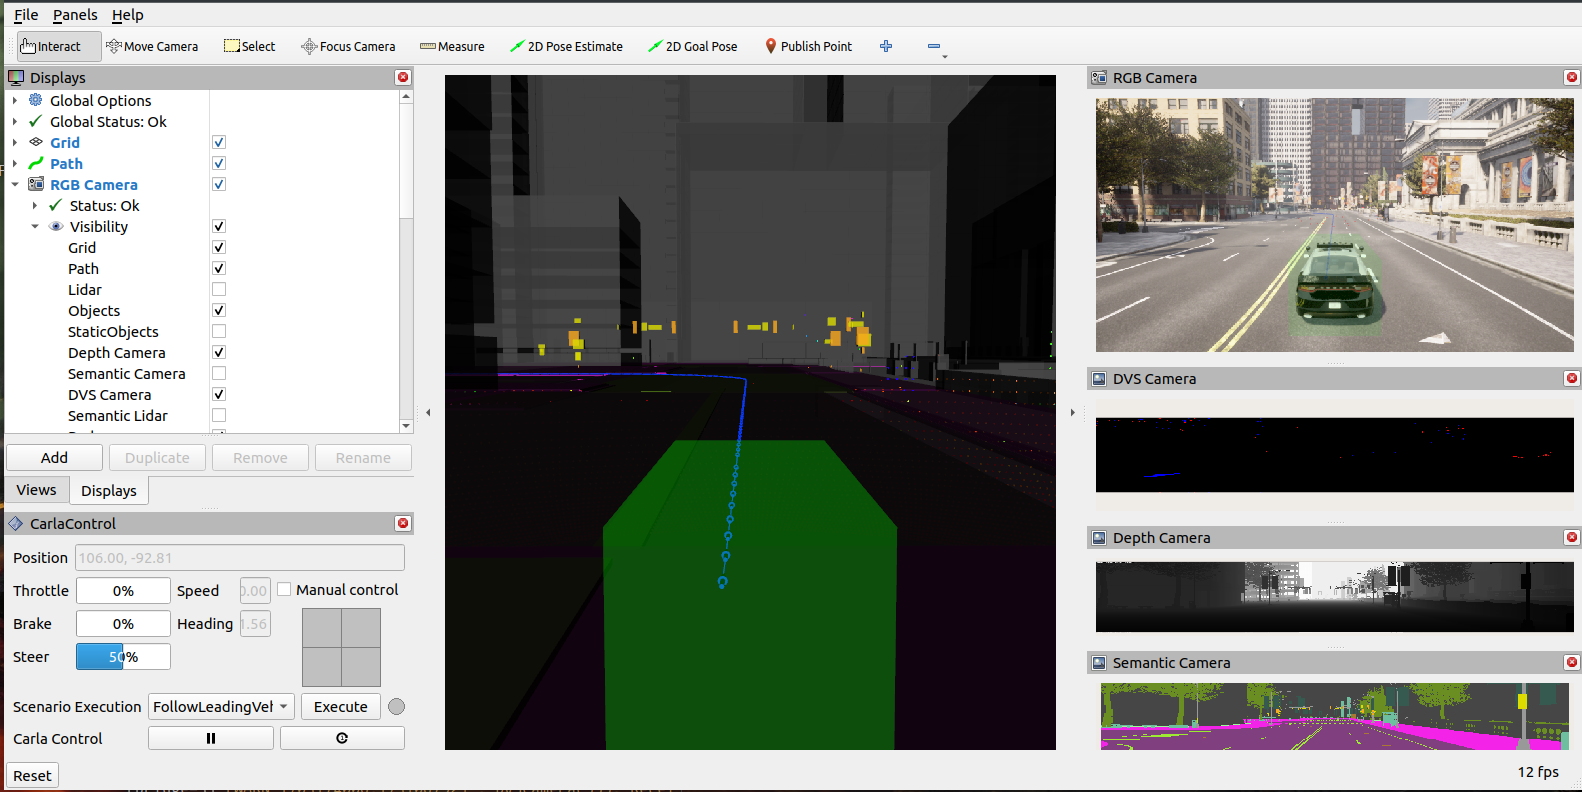 File Panels Help
Interact Move Camera Select Focus Camera Measure 2D Pose Estimate 2D Goal Pose Publish Point
Displays
Global Options
Global Status: Ok
Grid
Path
RGB Camera
Status: Ok
Visibility
Grid
Path
Lidar
Objects
StaticObjects
Depth Camera
Semantic Camera
DVS Camera
Semantic Lidar
Add Duplicate Remove Rename
Views Displays
CarlaControl
Position 106.00, -92.81
Throttle 0% Speed 0.00 Manual control
Brake 0% Heading 1.56
Steer 50%
Scenario Execution FollowLeadingVeh Execute
Carla Control
Reset
RGB Camera
DVS Camera
Depth Camera
Semantic Camera
12 fps